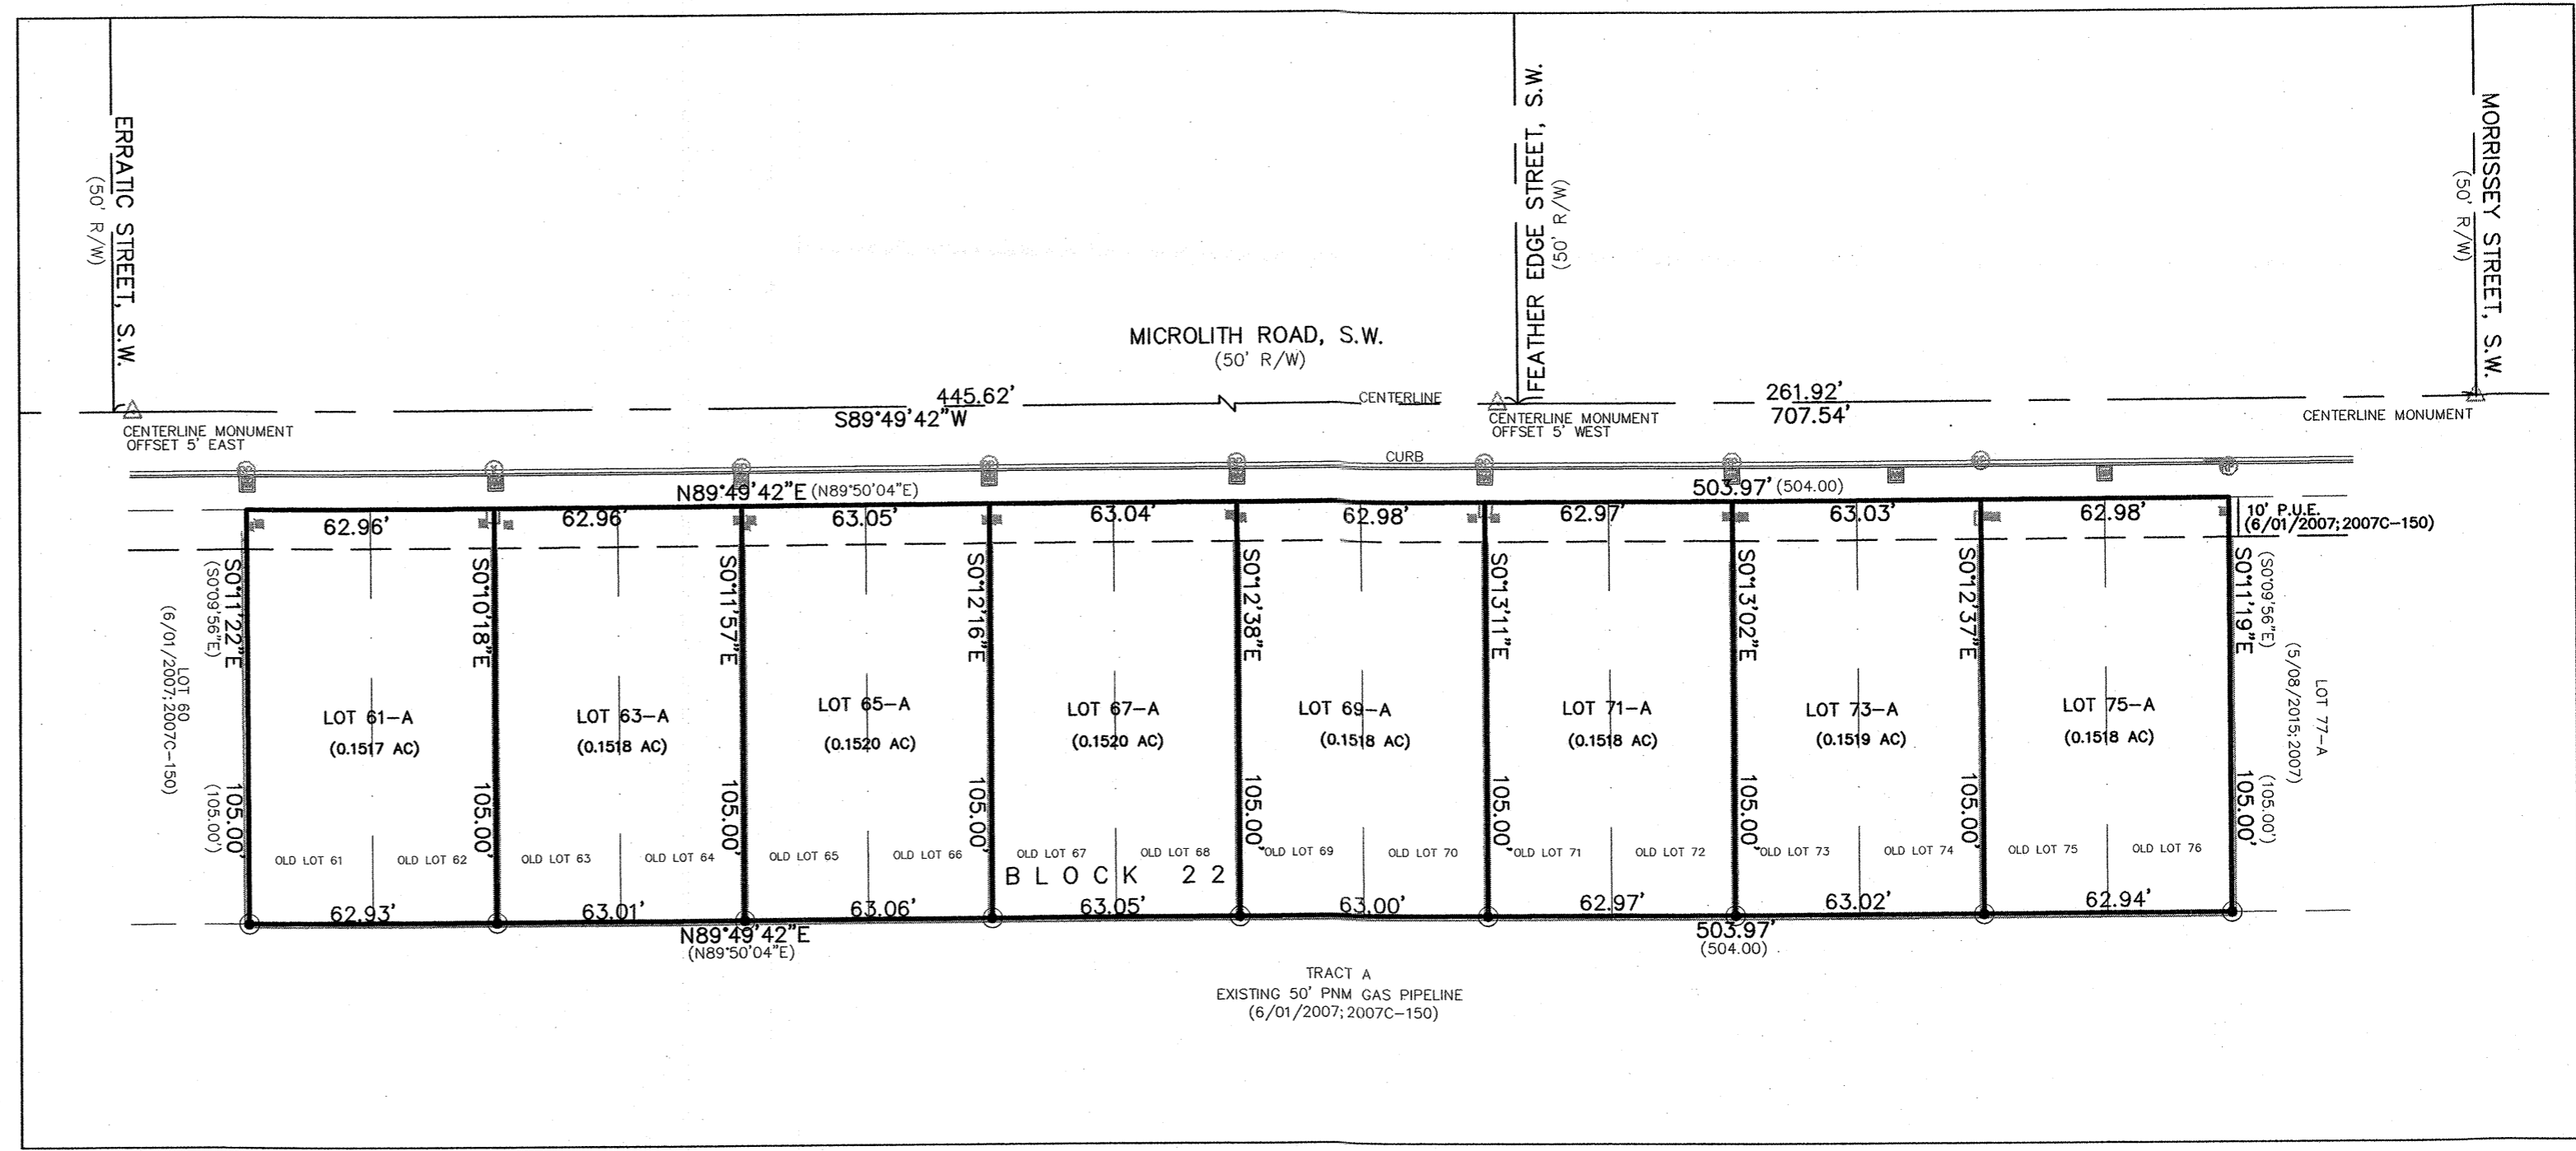 ERRATIC STREET, S.W.
(50' R/W)
FEATHER EDGE STREET, S.W.
(50' R/W)
MORRISSEY STREET, S.W.
(50' R/W)
MICROLITH ROAD, S.W.
(50' R/W)
445.62'
S89°49'42"W
CENTERLINE
261.92'
707.54'
CENTERLINE MONUMENT
OFFSET 5' EAST
CENTERLINE MONUMENT
OFFSET 5' WEST
CENTERLINE MONUMENT
CURB
N89°49'42"E (N89°50'04"E)
503.97' (504.00)
62.96'
62.96'
63.05'
63.04'
62.98'
62.97'
63.03'
62.98'
10' P.U.E.
(6/01/2007;2007C-150)
LOT 60
(6/01/2007;2007C-150)
S0°11'22"E
(S0°09'56"E)
S0°10'18"E
S0°11'57"E
S0°12'16"E
S0°12'38"E
S0°13'11"E
S0°13'02"E
S0°12'37"E
S0°11'19"E
(S0°09'56"E)
LOT 77-A
(5/08/2015;2007)
LOT 61-A
(0.1517 AC)
LOT 63-A
(0.1518 AC)
LOT 65-A
(0.1520 AC)
LOT 67-A
(0.1520 AC)
LOT 69-A
(0.1518 AC)
LOT 71-A
(0.1518 AC)
LOT 73-A
(0.1519 AC)
LOT 75-A
(0.1518 AC)
105.00'
(105.00')
105.00'
105.00'
105.00'
105.00'
105.00'
105.00'
105.00'
105.00'
(105.00')
OLD LOT 61
OLD LOT 62
OLD LOT 63
OLD LOT 64
OLD LOT 65
OLD LOT 66
OLD LOT 67
OLD LOT 68
OLD LOT 69
OLD LOT 70
OLD LOT 71
OLD LOT 72
OLD LOT 73
OLD LOT 74
OLD LOT 75
OLD LOT 76
BLOCK 22
62.93'
63.01'
63.06'
63.05'
63.00'
62.97'
63.02'
62.94'
N89°49'42"E
(N89°50'04"E)
503.97'
(504.00)
TRACT A
EXISTING 50' PNM GAS PIPELINE
(6/01/2007;2007C-150)